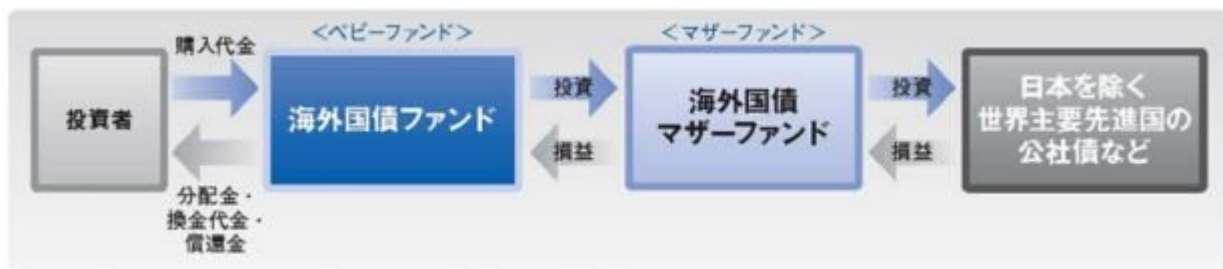 購入代金
<ベビーファンド>
<マザーファンド>
投資者
海外国債ファンド
投資
損益
海外国債
マザーファンド
投資
損益
日本を除く
世界主要先進国の
公社債など
分配金・
換金代金・
償還金